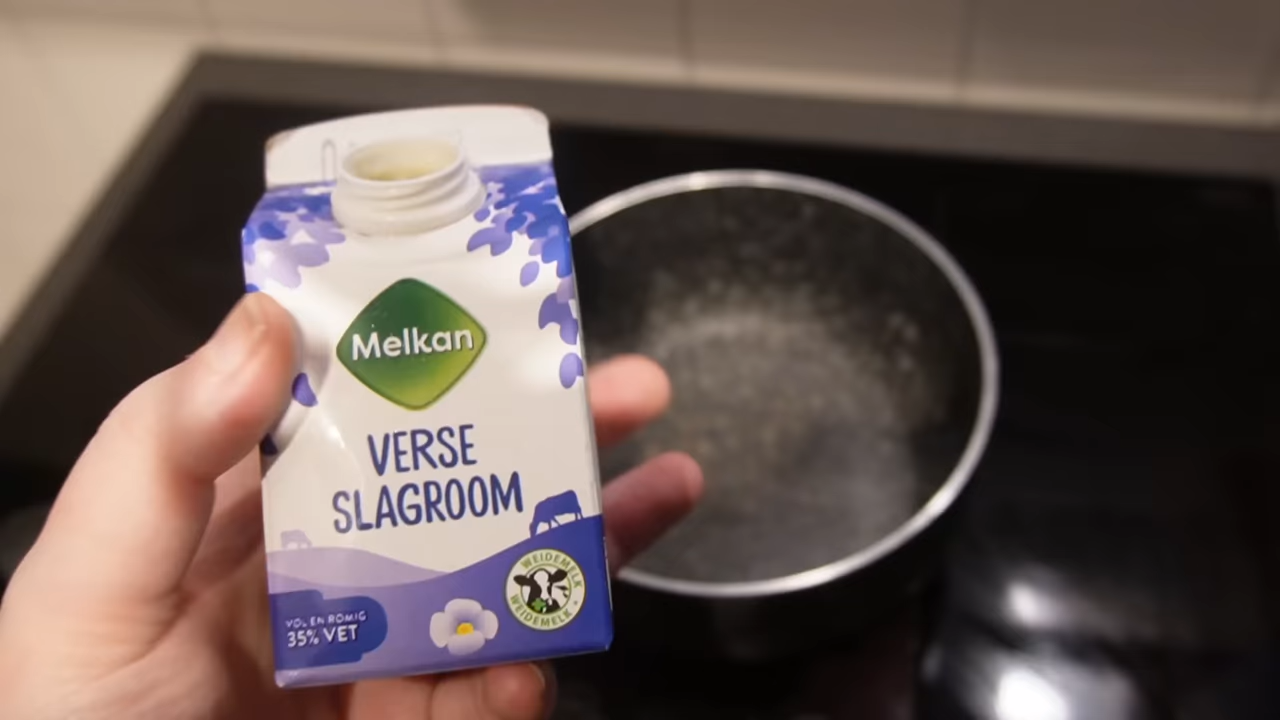 Melkan
VERSE
SLAGROOM
WEIDEMELK
WEIDEMELK
VOL EN ROMIG
35% VET